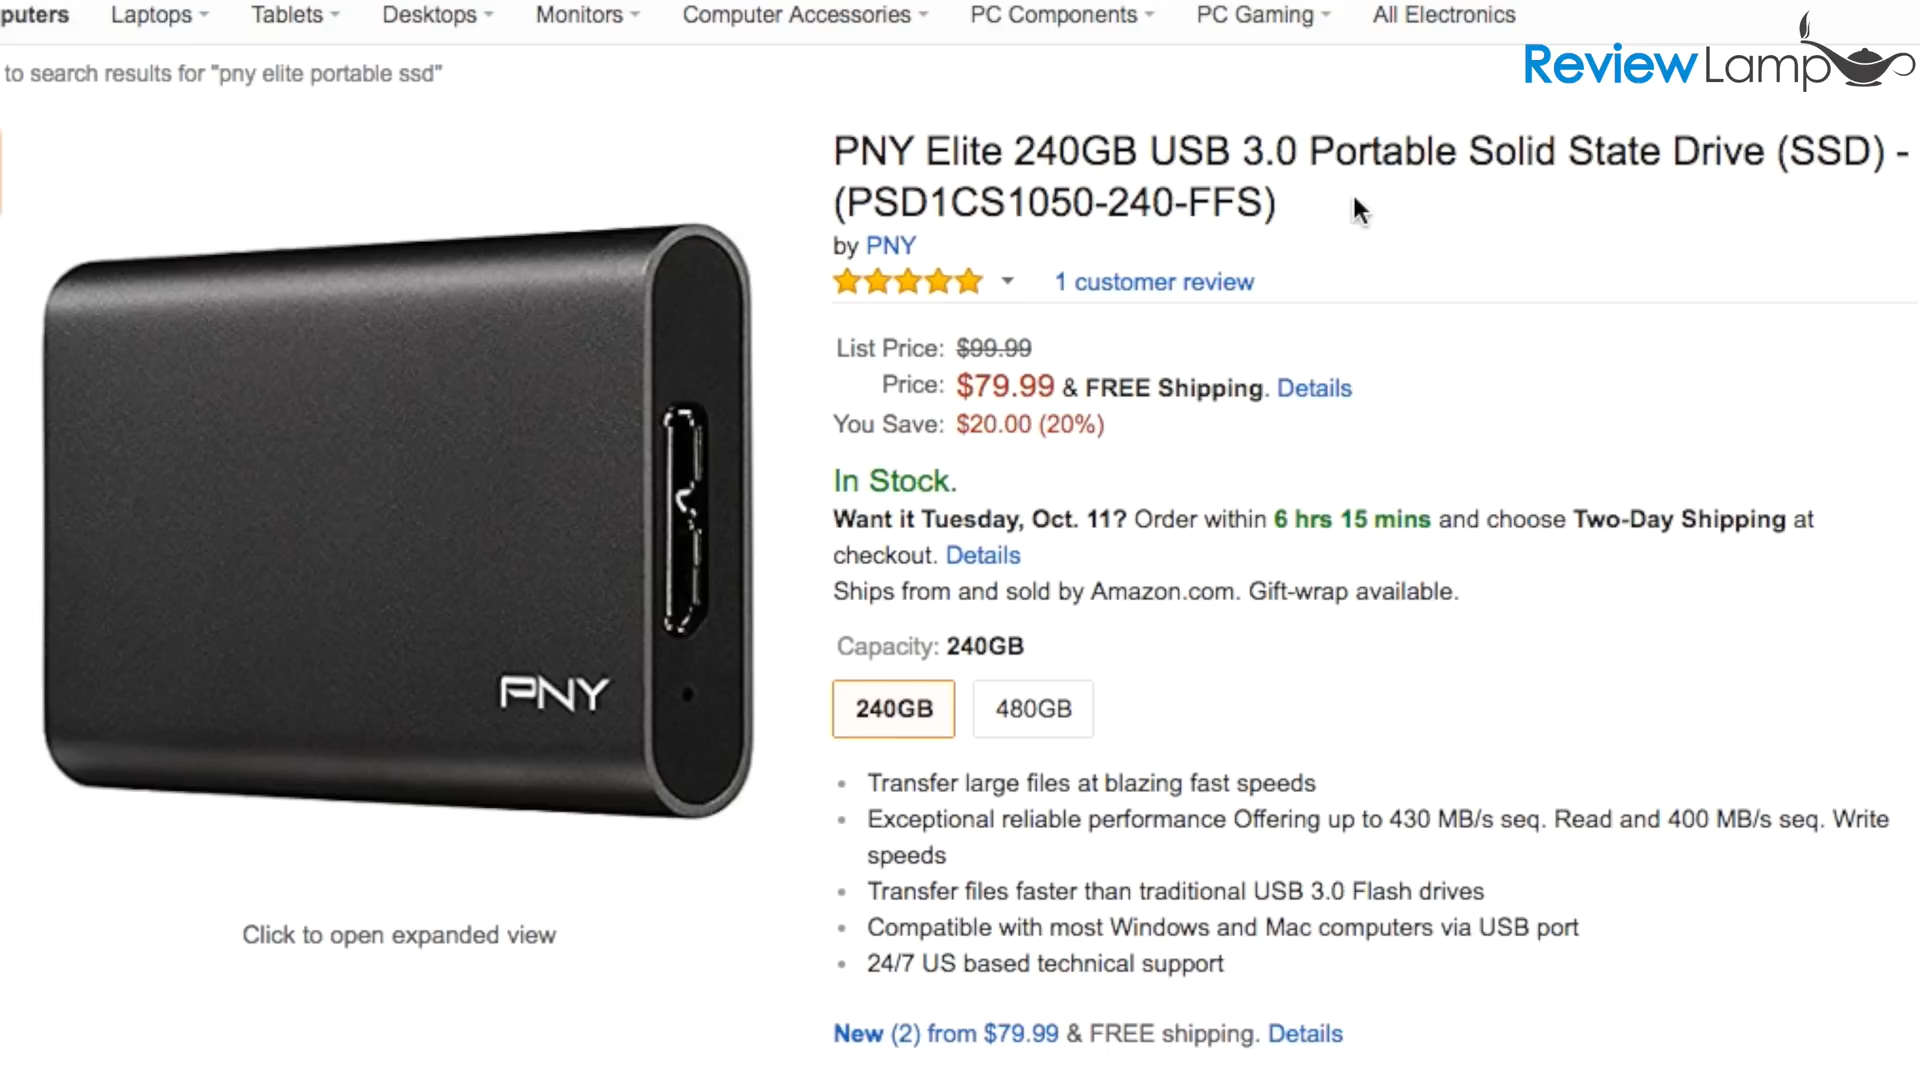 puters Laptops Tablets Desktops Monitors Computer Accessories PC Components PC Gaming All Electronics
ReviewLamp
to search results for "pny elite portable ssd"
PNY Elite 240GB USB 3.0 Portable Solid State Drive (SSD) -
(PSD1CS1050-240-FFS)
by PNY
1 customer review
List Price: $99.99
Price: $79.99 & FREE Shipping. Details
You Save: $20.00 (20%)
In Stock.
Want it Tuesday, Oct. 11? Order within 6 hrs 15 mins and choose Two-Day Shipping at
checkout. Details
Ships from and sold by Amazon.com. Gift-wrap available.
Capacity: 240GB
240GB 480GB
PNY
Transfer large files at blazing fast speeds
Exceptional reliable performance Offering up to 430 MB/s seq. Read and 400 MB/s seq. Write
speeds
Transfer files faster than traditional USB 3.0 Flash drives
Compatible with most Windows and Mac computers via USB port
24/7 US based technical support
Click to open expanded view
New (2) from $79.99 & FREE shipping. Details